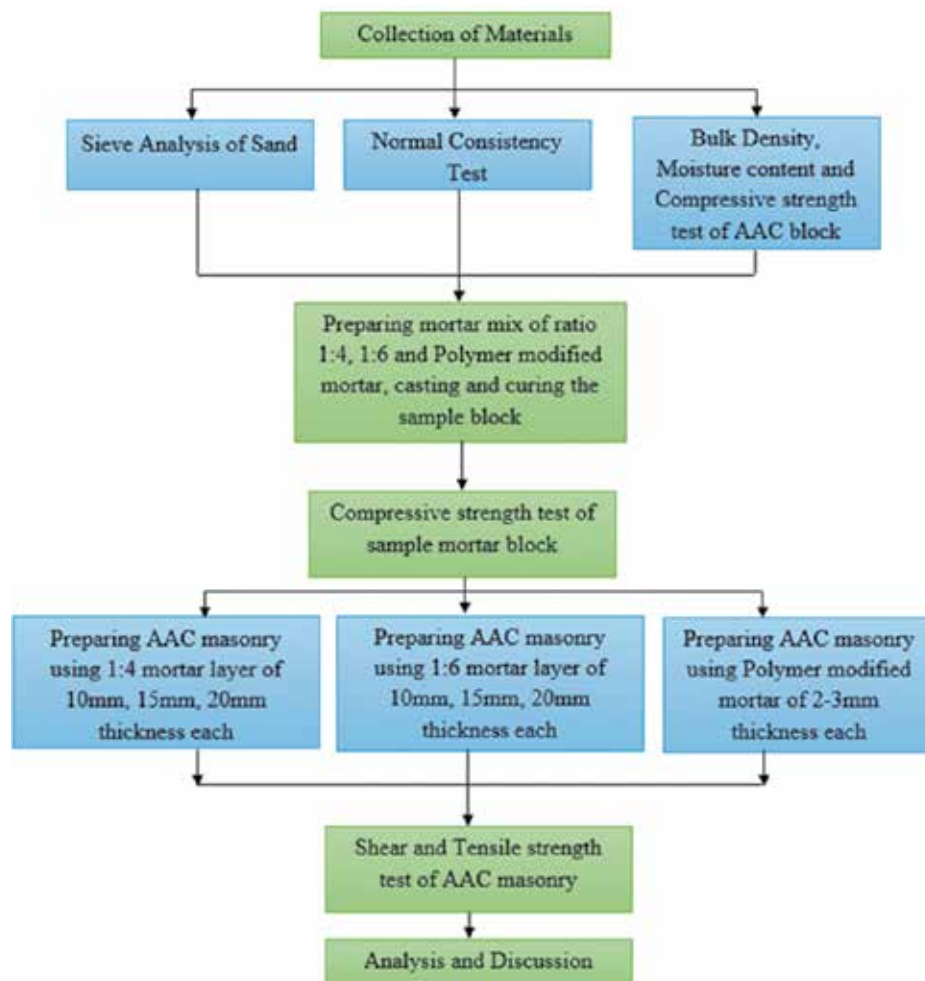 Collection of Materials
Sieve Analysis of Sand
Normal Consistency
Test
Bulk Density,
Moisture content and
Compressive strength
test of AAC block
Preparing mortar mix of ratio
1:4, 1:6 and Polymer modified
mortar, casting and curing the
sample block
Compressive strength test of
sample mortar block
Preparing AAC masonry
using 1:4 mortar layer of
10mm, 15mm, 20mm
thickness each
Preparing AAC masonry
using 1:6 mortar layer of
10mm, 15mm, 20mm
thickness each
Preparing AAC masonry
using Polymer modified
mortar of 2-3mm
thickness each
Shear and Tensile strength
test of AAC masonry
Analysis and Discussion